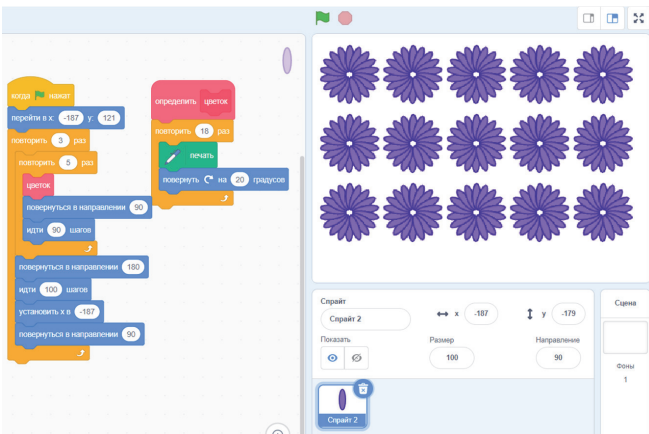 когда нажат
перейти в x: -187 y: 121
повторить 3 раз
повторить 5 раз
цветок
повернуться в направлении 90
идти 90 шагов
повернуться в направлении 180
идти 100 шагов
установить x в -187
повернуться в направлении 90
определить цветок
повторить 18 раз
печать
повернуть на 20 градусов
Спрайт
Спрайт 2 x -187 y -179
Показать Размер Направление
100 90
Спрайт 2
Сцена
Фоны
1